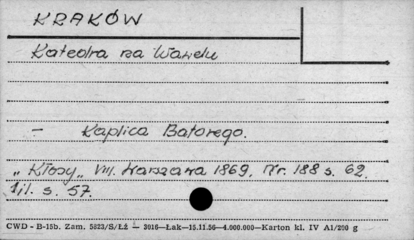 KRAKÓW
Katedra na Wawelu
- Kaplica Batorego.
"Kłosy" VIII. Warszawa 1869. Nr. 188 s. 62.
il. s. 57.
CWD - B-15b. Zam. 5823/S/ŁŻ — 3016—Łak—15.11.56—4.000.000—Karton kl. IV A1/200 g